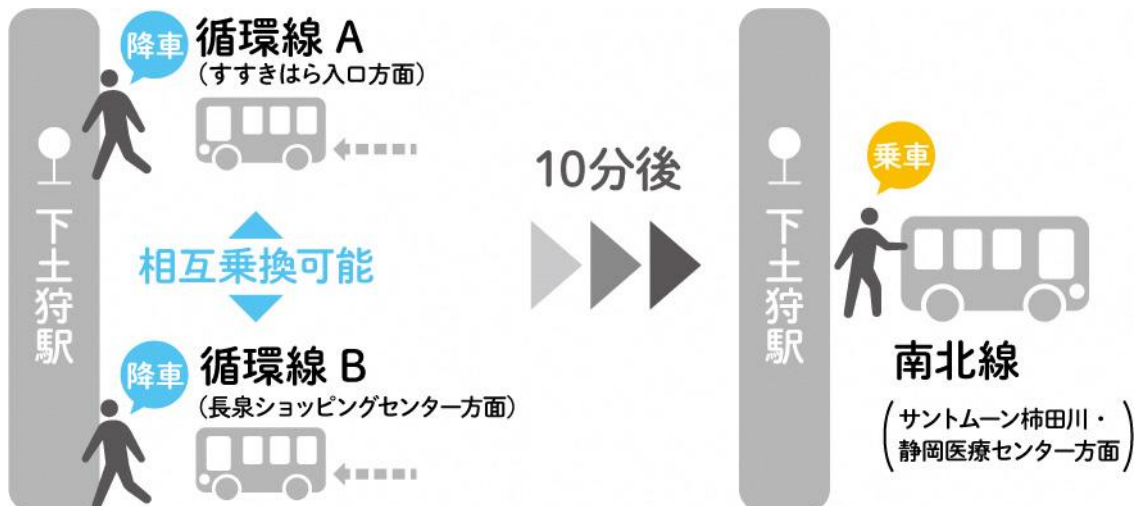 降車
循環線 A
(すすきはら入口方面)
下土狩駅
相互乗換可能
降車
循環線 B
(長泉ショッピングセンター方面)
10分後
乗車
下土狩駅
南北線
(サントムーン柿田川・
静岡医療センター方面)